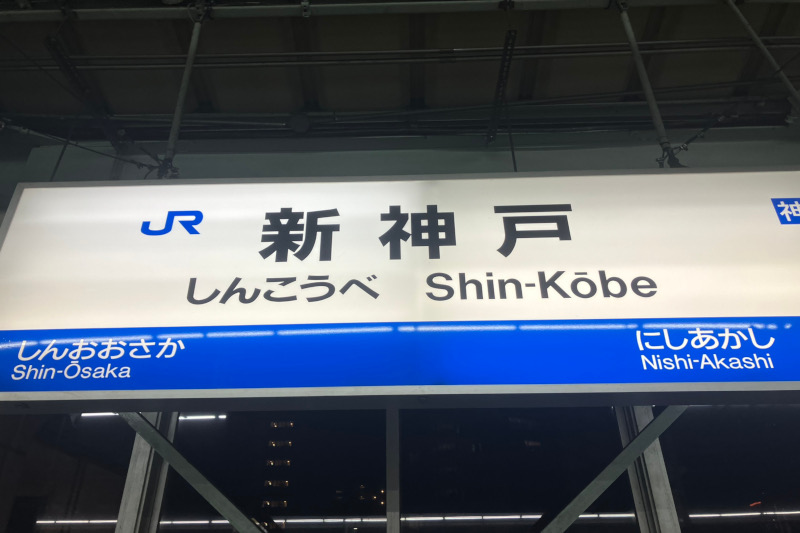 JR 新神戸 神
しんこうべ Shin-Kōbe
しんおおさか にしあかし
Shin-Ōsaka Nishi-Akashi